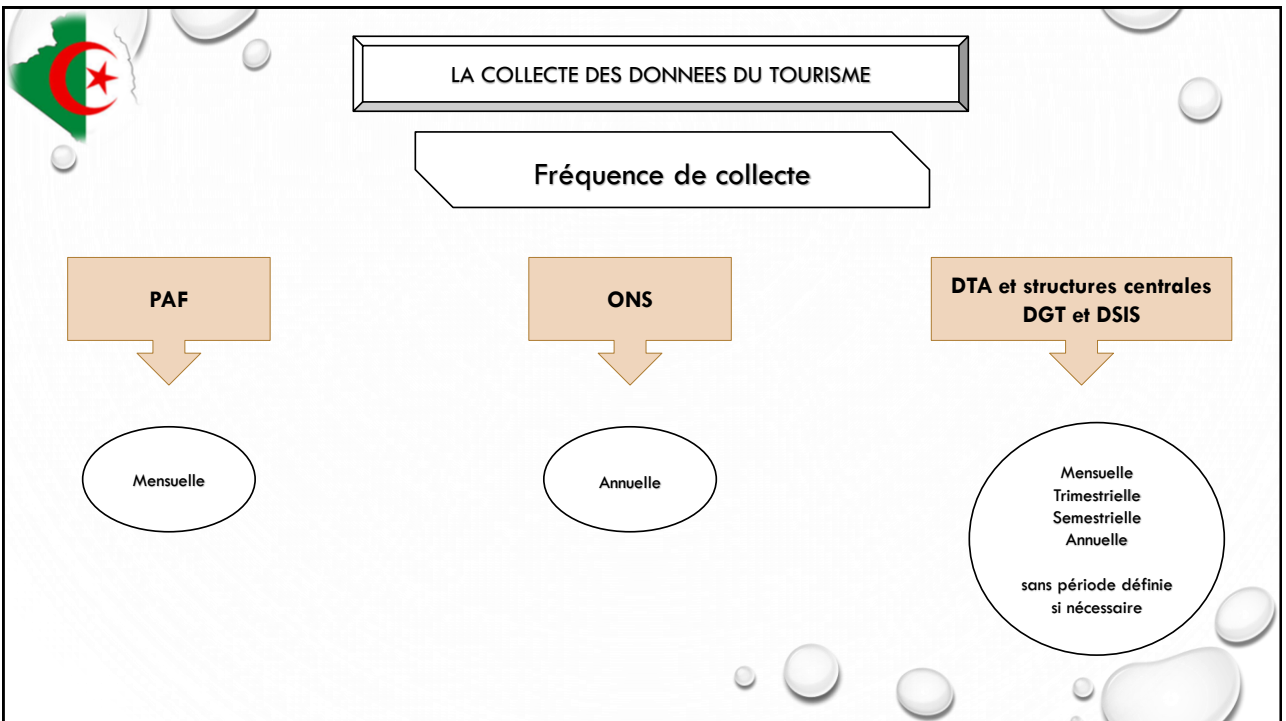 LA COLLECTE DES DONNEES DU TOURISME
Fréquence de collecte
PAF
Mensuelle
ONS
Annuelle
DTA et structures centrales
DGT et DSIS
Mensuelle
Trimestrielle
Semestrielle
Annuelle
sans période définie
si nécessaire